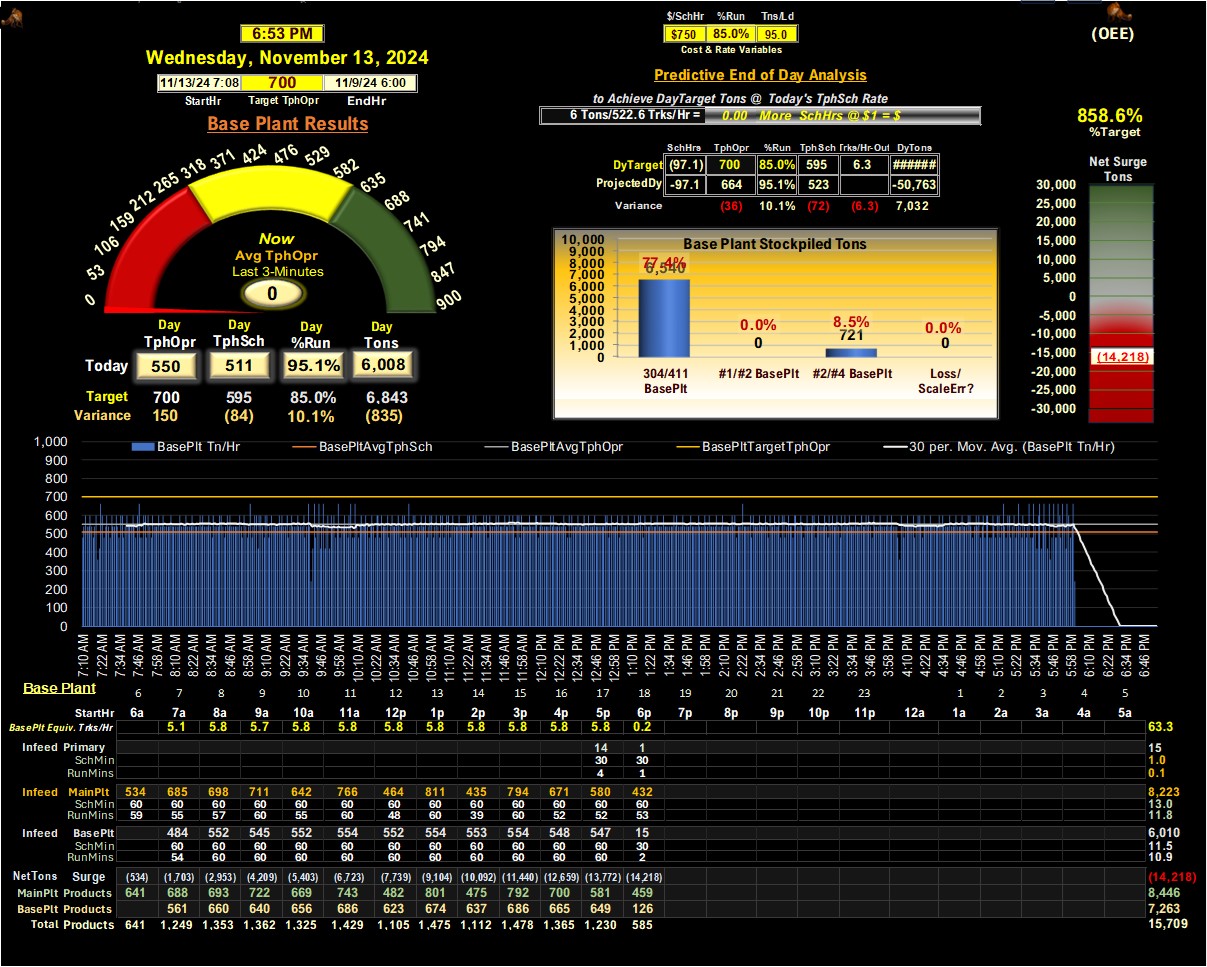 $/SchHr %Run Tns/Ld
$750 85.0% 95.0
Cost & Rate Variables
(OEE)
6:53 PM
Wednesday, November 13, 2024
11/13/24 7:08 700 11/9/24 6:00
StartHr Target TphOpr EndHr
Base Plant Results
Predictive End of Day Analysis
to Achieve DayTarget Tons @ Today's TphSch Rate
6 Tons/522.6 Trks/Hr = 0.00 More SchHrs @ $1 = $
858.6%
%Target
SchHrs TphOpr %Run TphSch Trks/Hr-Out DyTons
DyTarget (97.1) 700 85.0% 595 6.3 ######
ProjectedDy -97.1 664 95.1% 523 -50,763
Variance (36) 10.1% (72) (6.3) 7,032
Net Surge
Tons
30,000
25,000
20,000
15,000
10,000
5,000
0
-5,000
-10,000
-15,000
(14,218)
-20,000
-25,000
-30,000
0 53 106 159 212 265 318 371 424 476 529 582 635 688 741 794 847 900
Now
Avg TphOpr
Last 3-Minutes
0
Day Day Day Day
TphOpr TphSch %Run Tons
Today 550 511 95.1% 6,008
Target 700 595 85.0% 6,843
Variance 150 (84) 10.1% (835)
Base Plant Stockpiled Tons
10,000
9,000
8,000
7,000
6,000
5,000
4,000
3,000
2,000
1,000
0
77.4% 0.0% 8.5% 0.0%
6,540 0 721 0
304/411 #1/#2 BasePlt #2/#4 BasePlt Loss/
BasePlt ScaleErr?
BasePlt Tn/Hr BasePltAvgTphSch BasePltAvgTphOpr BasePltTargetTphOpr 30 per. Mov. Avg. (BasePlt Tn/Hr)
1,000
900
800
700
600
500
400
300
200
100
0
7:10 AM 7:22 AM 7:34 AM 7:46 AM 7:58 AM 8:10 AM 8:22 AM 8:34 AM 8:46 AM 8:58 AM 9:10 AM 9:22 AM 9:34 AM 9:46 AM 9:58 AM 10:10 AM 10:22 AM 10:34 AM 10:46 AM 10:58 AM 11:10 AM 11:22 AM 11:34 AM 11:46 AM 11:58 AM 12:10 PM 12:22 PM 12:34 PM 12:46 PM 12:58 PM 1:10 PM 1:22 PM 1:34 PM 1:46 PM 1:58 PM 2:10 PM 2:22 PM 2:34 PM 2:46 PM 2:58 PM 3:10 PM 3:22 PM 3:34 PM 3:46 PM 3:58 PM 4:10 PM 4:22 PM 4:34 PM 4:46 PM 4:58 PM 5:10 PM 5:22 PM 5:34 PM 5:46 PM 5:58 PM 6:10 PM 6:22 PM 6:34 PM 6:46 PM
Base Plant 6 7 8 9 10 11 12 13 14 15 16 17 18 19 20 21 22 23 1 2 3 4 5
StartHr 6a 7a 8a 9a 10a 11a 12p 1p 2p 3p 4p 5p 6p 7p 8p 9p 10p 11p 12a 1a 2a 3a 4a 5a
BasePlt Equiv. Trks/Hr 5.1 5.8 5.7 5.8 5.8 5.8 5.8 5.8 5.8 5.8 5.8 0.2 63.3
Infeed Primary 14 1 15
SchMin 30 30 1.0
RunMins 4 1 0.1
Infeed MainPlt 534 685 698 711 642 766 464 811 435 794 671 580 432 8,223
SchMin 60 60 60 60 60 60 60 60 60 60 60 60 60 13.0
RunMins 59 55 57 60 55 60 48 60 39 60 52 52 53 11.8
Infeed BasePlt 484 552 545 552 554 552 554 553 554 548 547 15 6,010
SchMin 60 60 60 60 60 60 60 60 60 60 60 30 11.5
RunMins 54 60 60 60 60 60 60 60 60 60 60 2 10.9
NetTons Surge (534) (1,703) (2,953) (4,209) (5,403) (6,723) (7,739) (9,104) (10,092) (11,440) (12,659) (13,772) (14,218) (14,218)
MainPlt Products 641 688 693 722 669 743 482 801 475 792 700 581 459 8,446
BasePlt Products 561 660 640 656 686 623 674 637 686 665 649 126 7,263
Total Products 641 1,249 1,353 1,362 1,325 1,429 1,105 1,475 1,112 1,478 1,365 1,230 585 15,709